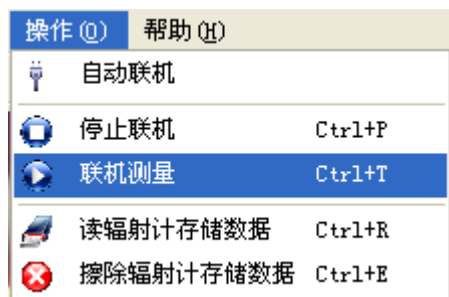 操作(O) 帮助(H)
自动联机
停止联机 Ctrl+P
联机测量 Ctrl+T
读辐射计存储数据 Ctrl+R
擦除辐射计存储数据 Ctrl+E